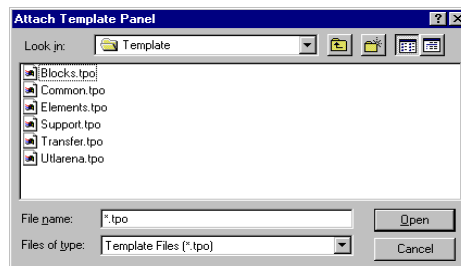 Attach Template Panel
Look in: Template
Blocks.tpo
Common.tpo
Elements.tpo
Support.tpo
Transfer.tpo
Utlarena.tpo
File name: *.tpo Open
Files of type: Template Files (*.tpo) Cancel